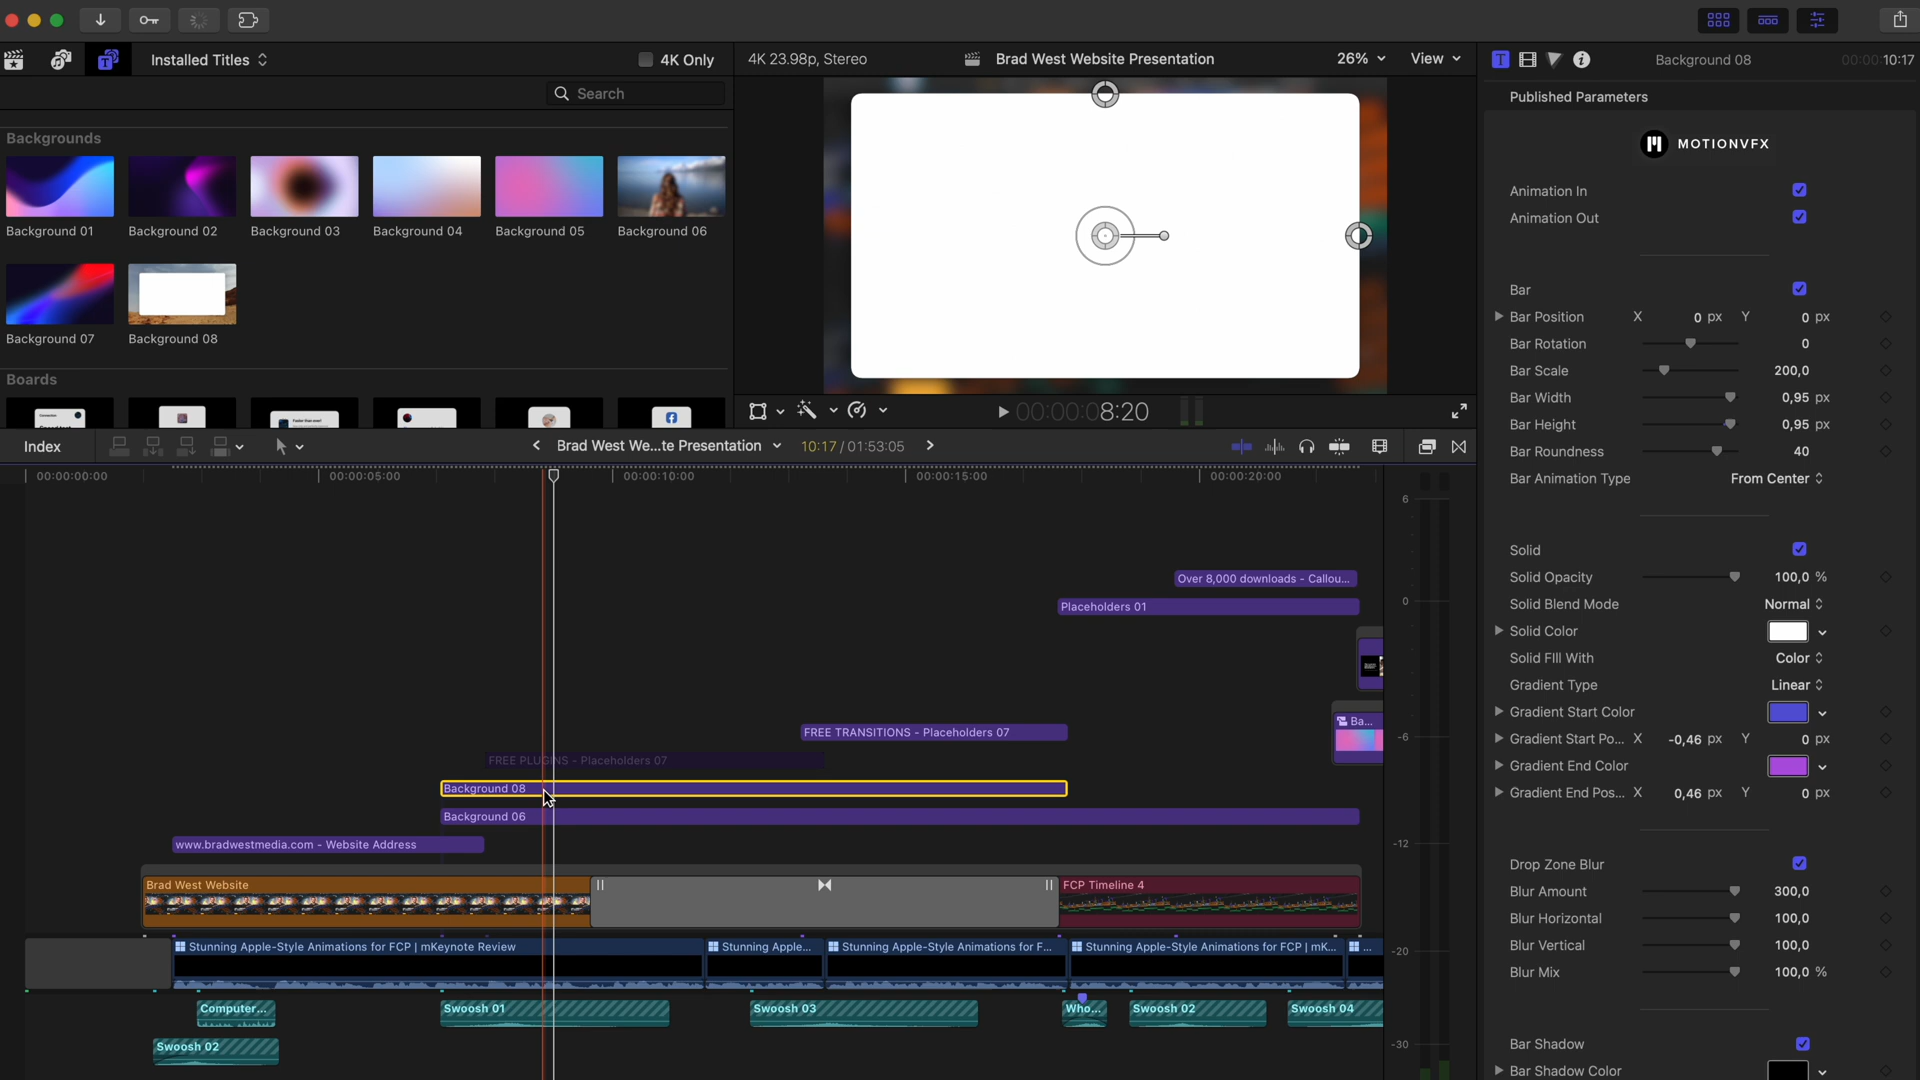 Installed Titles
4K Only
4K 23.98p, Stereo
Brad West Website Presentation
26%
View
Background 08
00:00:10:17
Search
Published Parameters
MOTIONVFX
Backgrounds
Background 01
Background 02
Background 03
Background 04
Background 05
Background 06
Background 07
Background 08
Boards
Animation In
Animation Out
Bar
Bar Position X 0 px Y 0 px
Bar Rotation 0
Bar Scale 200,0
Bar Width 0,95 px
Bar Height 0,95 px
Bar Roundness 40
Bar Animation Type From Center
Solid
Solid Opacity 100,0 %
Solid Blend Mode Normal
Solid Color
Solid FIll With Color
Gradient Type Linear
Gradient Start Color
Gradient Start Po... X -0,46 px Y 0 px
Gradient End Color
Gradient End Pos... X 0,46 px Y 0 px
Drop Zone Blur
Blur Amount 300,0
Blur Horizontal 100,0
Blur Vertical 100,0
Blur Mix 100,0 %
Bar Shadow
Bar Shadow Color
00:00:08:20
Index
Brad West We...te Presentation
10:17 / 01:53:05
00:00:00:00
00:00:05:00
00:00:10:00
00:00:15:00
00:00:20:00
6
0
-6
-12
-20
-30
Over 8,000 downloads - Callou...
Placeholders 01
Ba...
FREE TRANSITIONS - Placeholders 07
FREE PLUGINS - Placeholders 07
Background 08
Background 06
www.bradwestmedia.com - Website Address
Brad West Website
FCP Timeline 4
Stunning Apple-Style Animations for FCP | mKeynote Review
Stunning Apple...
Stunning Apple-Style Animations for F...
Stunning Apple-Style Animations for FCP | mK...
...
Computer...
Swoosh 01
Swoosh 03
Who...
Swoosh 02
Swoosh 04
Swoosh 02